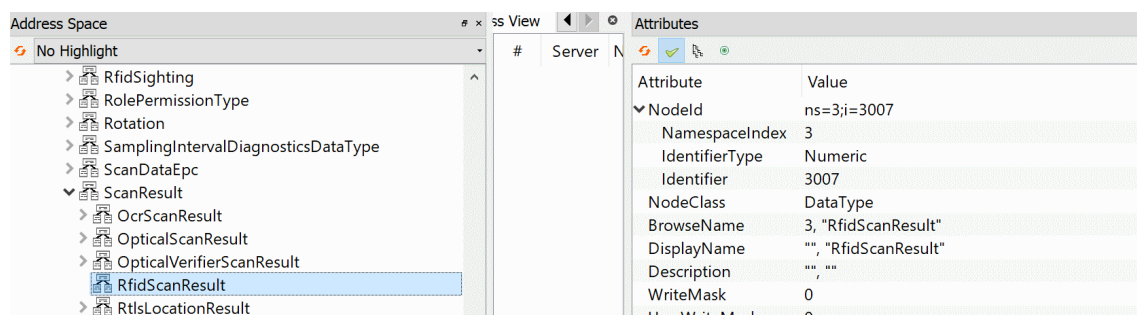 Address Space
No Highlight
RfidSighting
RolePermissionType
Rotation
SamplingIntervalDiagnosticsDataType
ScanDataEpc
ScanResult
OcrScanResult
OpticalScanResult
OpticalVerifierScanResult
RfidScanResult
RtlsLocationResult
ss View
# Server N
Attributes
Attribute Value
NodeId ns=3;i=3007
NamespaceIndex 3
IdentifierType Numeric
Identifier 3007
NodeClass DataType
BrowseName 3, "RfidScanResult"
DisplayName "", "RfidScanResult"
Description "", ""
WriteMask 0